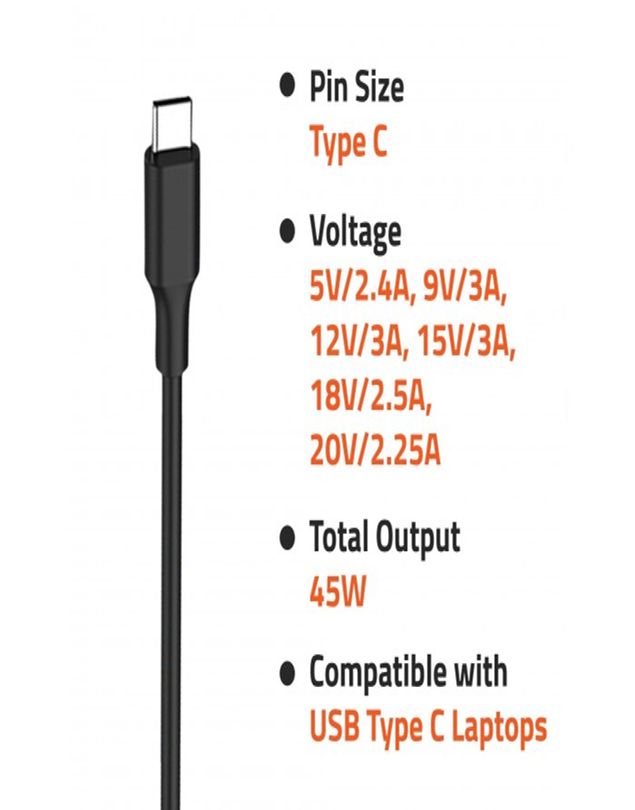 Pin Size
Type C
Voltage
5V/2.4A, 9V/3A,
12V/3A, 15V/3A,
18V/2.5A,
20V/2.25A
Total Output
45W
Compatible with
USB Type C Laptops